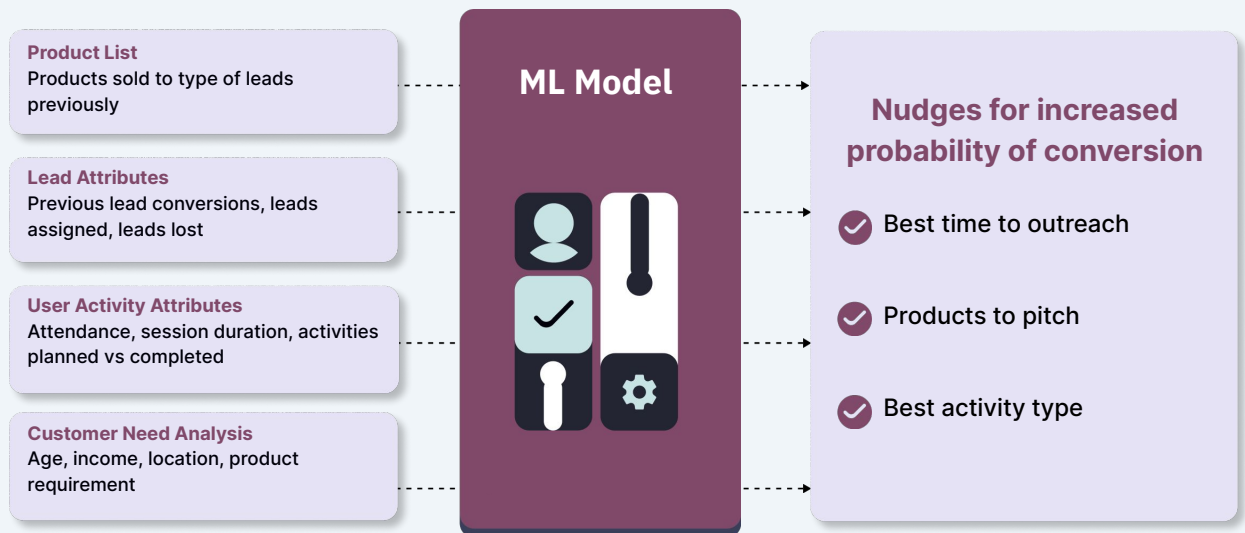 Product List
Products sold to type of leads
previously
Lead Attributes
Previous lead conversions, leads
assigned, leads lost
User Activity Attributes
Attendance, session duration, activities
planned vs completed
Customer Need Analysis
Age, income, location, product
requirement
ML Model
Nudges for increased
probability of conversion
Best time to outreach
Products to pitch
Best activity type